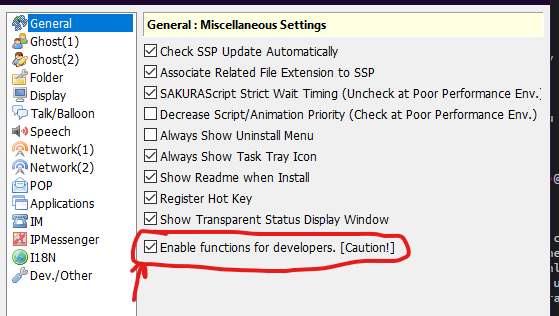 General
Ghost(1)
Ghost(2)
Folder
Display
Talk/Balloon
Speech
Network(1)
Network(2)
POP
Applications
IM
IPMessenger
I18N
Dev./Other
General : Miscellaneous Settings
Check SSP Update Automatically
Associate Related File Extension to SSP
SAKURAScript Strict Wait Timing (Uncheck at Poor Performance Env.)
Decrease Script/Animation Priority (Check at Poor Performance Env.)
Always Show Uninstall Menu
Always Show Task Tray Icon
Show Readme when Install
Register Hot Key
Show Transparent Status Display Window
Enable functions for developers. [Caution!]